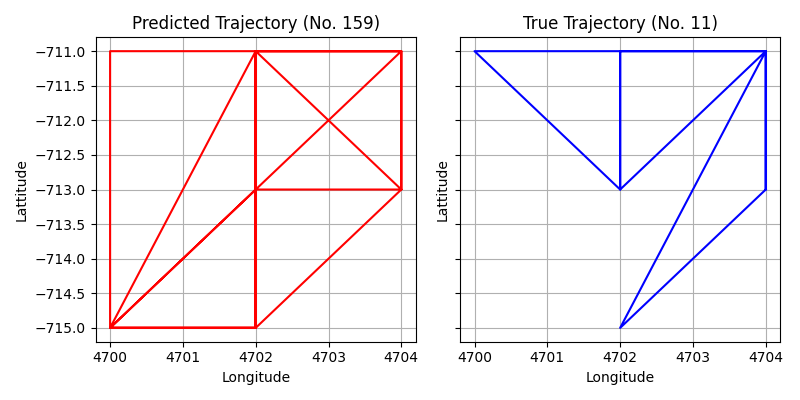 Predicted Trajectory (No. 159)
True Trajectory (No. 11)
−711.0
−711.5
−712.0
−712.5
−713.0
−713.5
−714.0
−714.5
−715.0
Lattitude
Lattitude
4700 4701 4702 4703 4704
4700 4701 4702 4703 4704
Longitude
Longitude